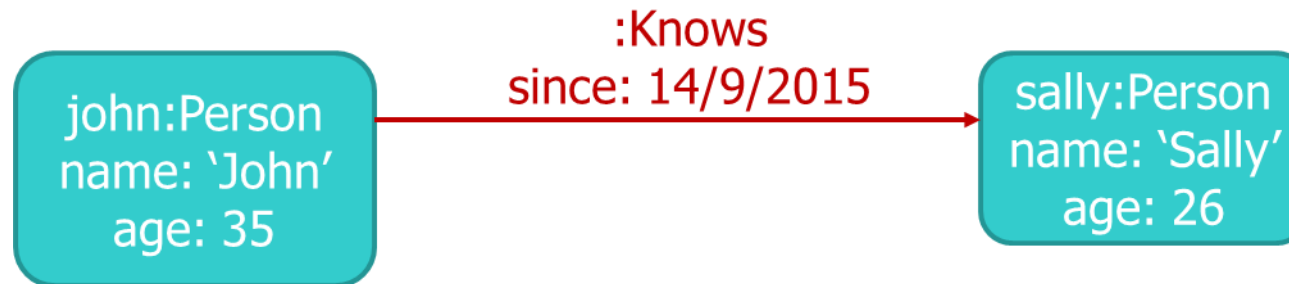 :Knows
since: 14/9/2015
john:Person
name: ‘John’
age: 35
sally:Person
name: ‘Sally’
age: 26